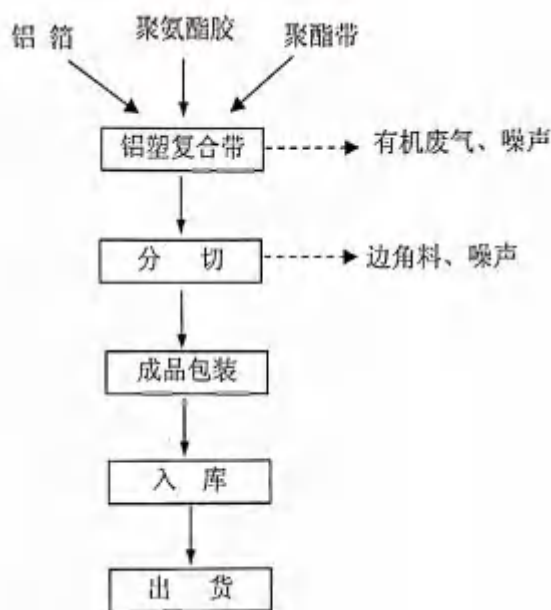 铝 箔 聚氨酯胶 聚酯带
铝塑复合带 有机废气、噪声
分 切 边角料、噪声
成品包装
入 库
出 货